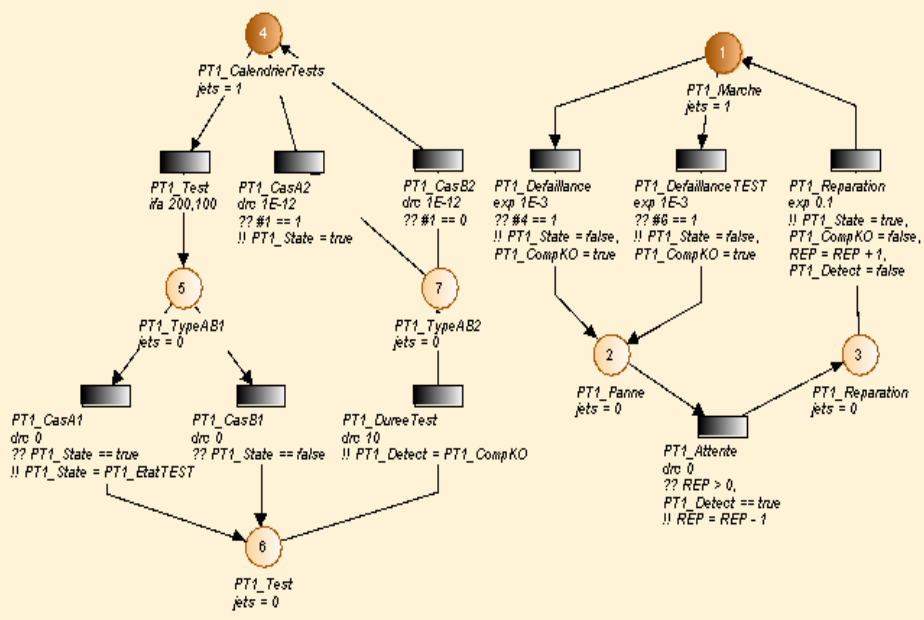 4
PT1_CalendrierTests
jets = 1
PT1_Test
ifa 200,100
PT1_CasA2
drc 1E-12
?? #1 == 1
!! PT1_State = true
PT1_CasB2
drc 1E-12
?? #1 == 0
5
PT1_TypeAB1
jets = 0
7
PT1_TypeAB2
jets = 0
PT1_CasA1
drc 0
?? PT1_State == true
!! PT1_State = PT1_EtatTEST
PT1_CasB1
drc 0
?? PT1_State == false
PT1_DureeTest
drc 10
!! PT1_Detect = PT1_CompKO
6
PT1_Test
jets = 0
1
PT1_Marche
jets = 1
PT1_Defaillance
exp 1E-3
?? #4 == 1
!! PT1_State = false,
PT1_CompKO = true
PT1_DefaillanceTEST
exp 1E-3
?? #6 == 1
!! PT1_State = false,
PT1_CompKO = true
PT1_Reparation
exp 0.1
!! PT1_State = true,
PT1_CompKO = false,
REP = REP + 1,
PT1_Detect = false
2
PT1_Panne
jets = 0
3
PT1_Reparation
jets = 0
PT1_Attente
drc 0
?? REP > 0,
PT1_Detect == true
!! REP = REP - 1